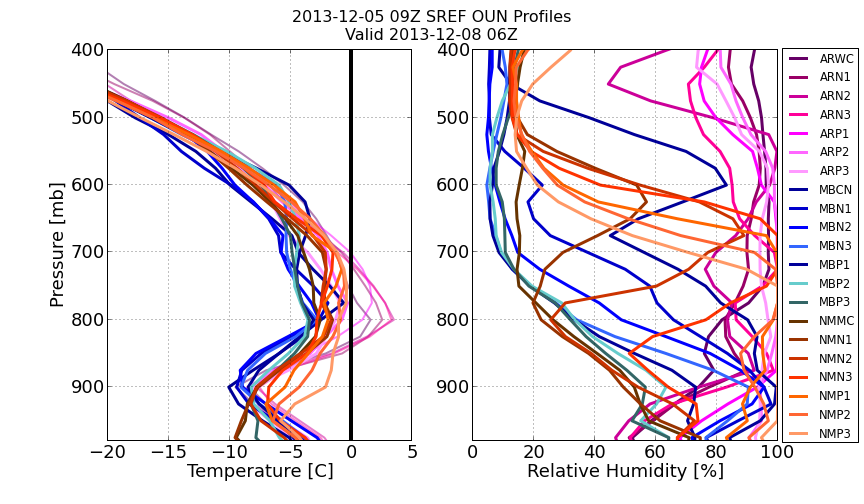 2013-12-05 09Z SREF OUN Profiles
Valid 2013-12-08 06Z
400
500
600
700
800
900
Pressure [mb]
−20 −15 −10 −5 0 5
Temperature [C]
400
500
600
700
800
900
0 20 40 60 80 100
Relative Humidity [%]
ARWC
ARN1
ARN2
ARN3
ARP1
ARP2
ARP3
MBCN
MBN1
MBN2
MBN3
MBP1
MBP2
MBP3
NMMC
NMN1
NMN2
NMN3
NMP1
NMP2
NMP3